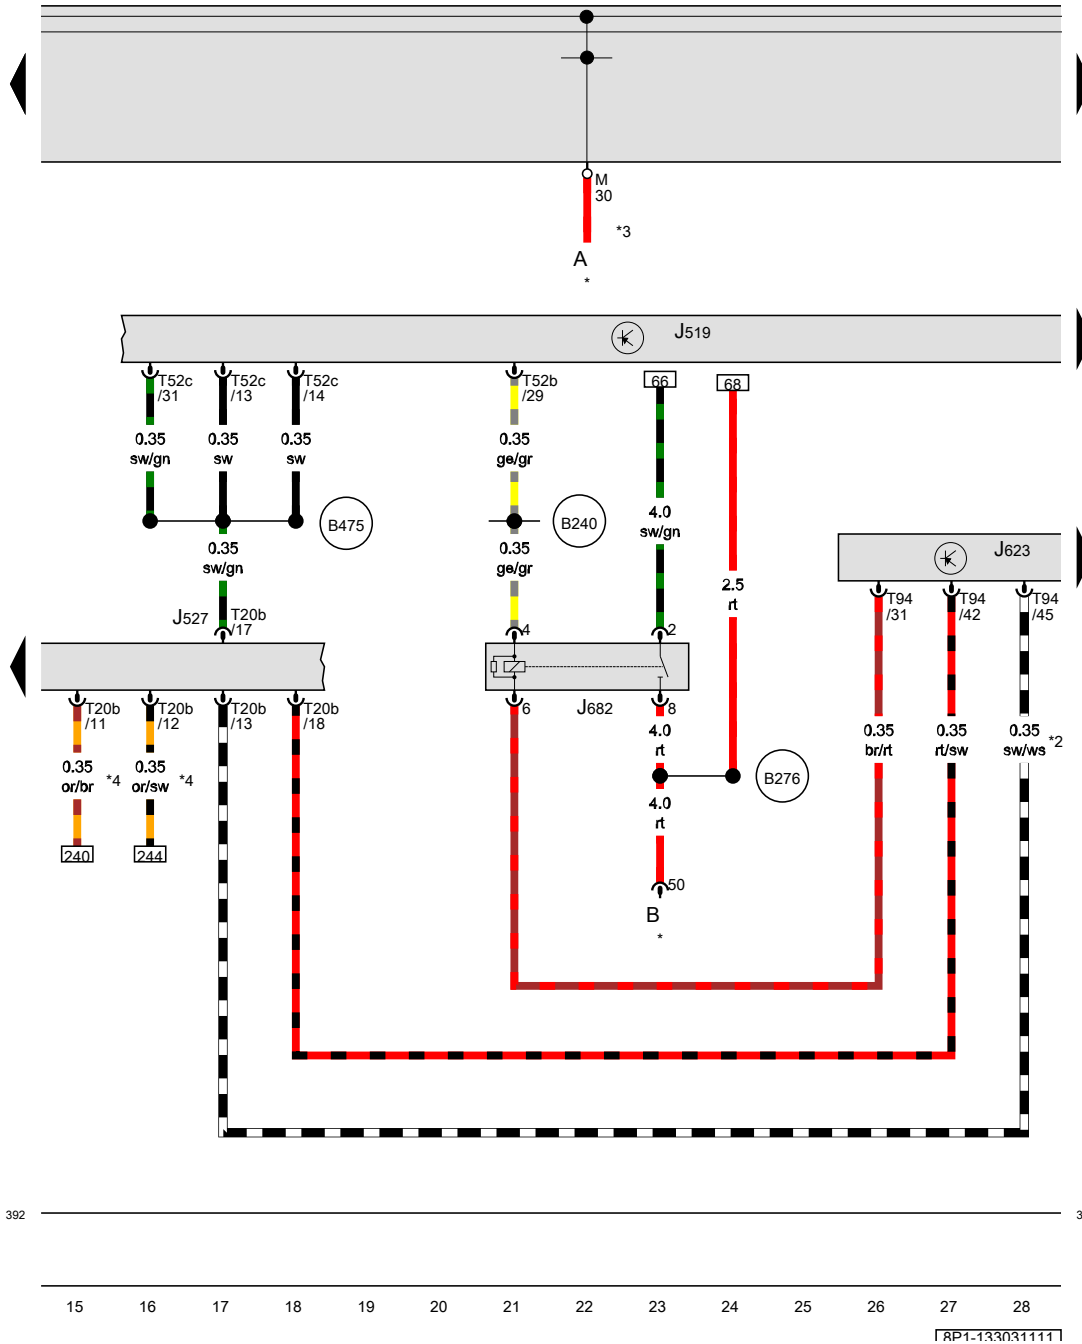 M
30
*3
A
*
J519
T52c
/31
T52c
/13
T52c
/14
T52b
/29
66
68
0.35
sw/gn
0.35
sw
0.35
sw
0.35
ge/gr
4.0
sw/gn
B475
B240
0.35
sw/gn
0.35
ge/gr
2.5
rt
J623
J527
T20b
/17
4
2
T94
/31
T94
/42
T94
/45
T20b
/11
T20b
/12
T20b
/13
T20b
/18
6
J682
8
0.35
or/br
*4
0.35
or/sw
*4
4.0
rt
0.35
br/rt
0.35
rt/sw
0.35
sw/ws
*2
B276
4.0
rt
240
244
50
B
*
392
3
15 16 17 18 19 20 21 22 23 24 25 26 27 28
8P1-133031111